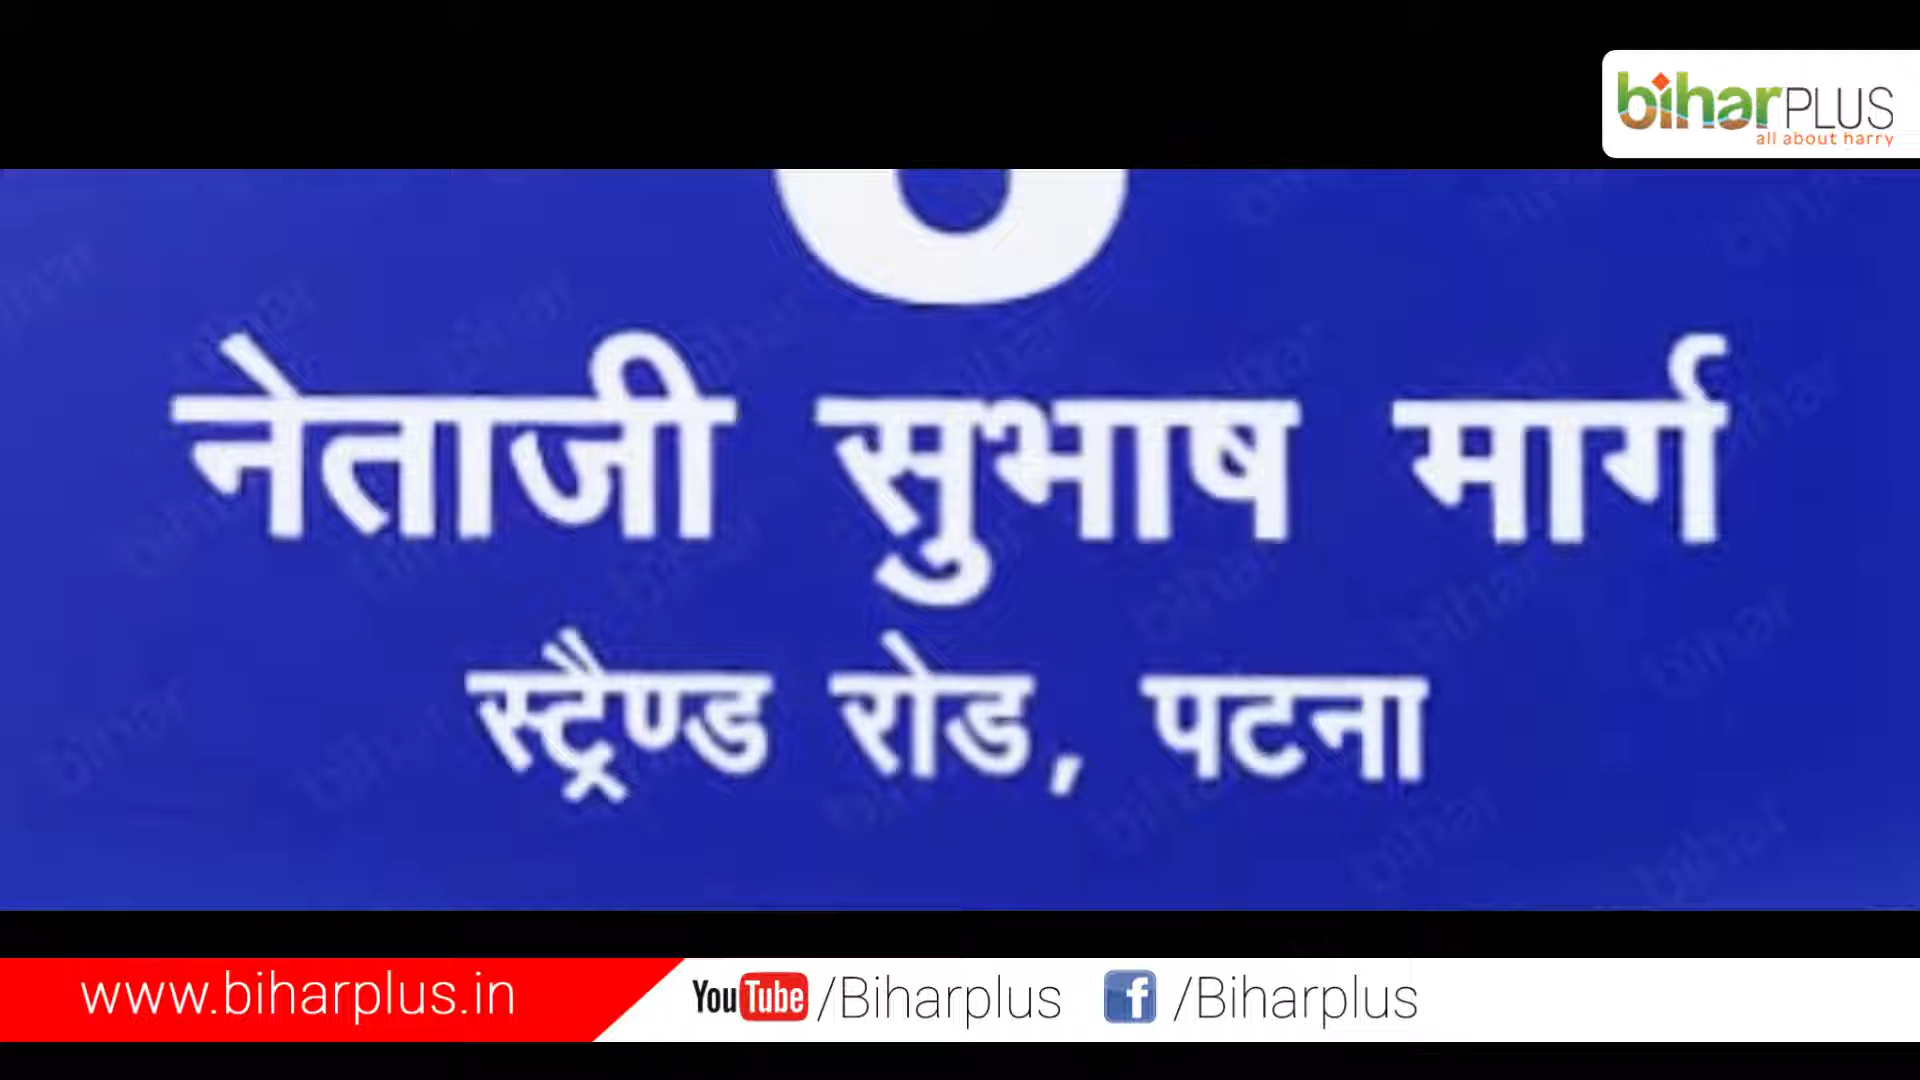 biharPLUS
all about harry
नेताजी सुभाष मार्ग
स्ट्रैण्ड रोड, पटना
www.biharplus.in YouTube /Biharplus f /Biharplus